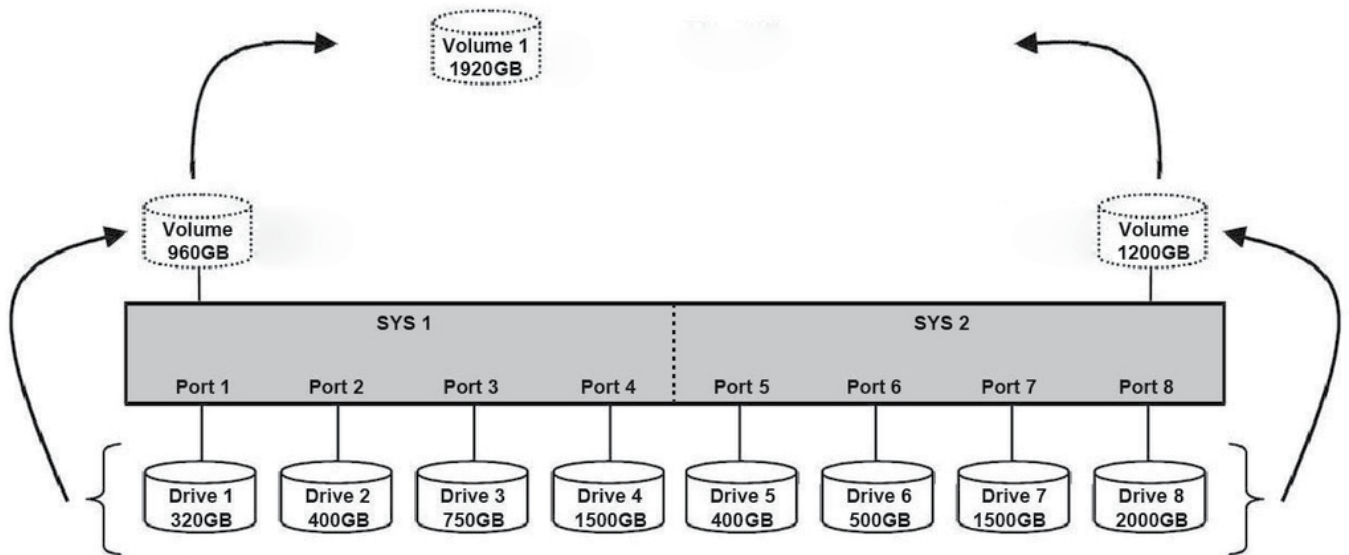 Volume 1
1920GB
Volume
960GB
Volume
1200GB
SYS 1
SYS 2
Port 1
Port 2
Port 3
Port 4
Port 5
Port 6
Port 7
Port 8
Drive 1
320GB
Drive 2
400GB
Drive 3
750GB
Drive 4
1500GB
Drive 5
400GB
Drive 6
500GB
Drive 7
1500GB
Drive 8
2000GB